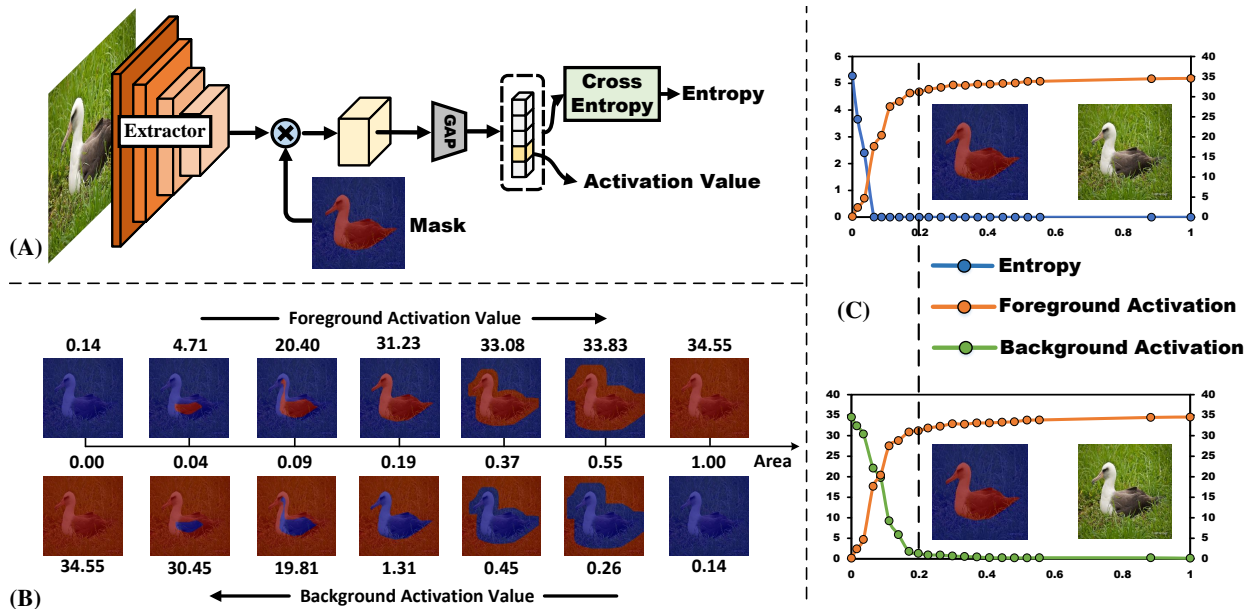 Extractor
GAP
Cross
Entropy
Entropy
Activation Value
Mask
(A)
Foreground Activation Value
0.14 4.71 20.40 31.23 33.08 33.83 34.55
0.00 0.04 0.09 0.19 0.37 0.55 1.00 Area
34.55 30.45 19.81 1.31 0.45 0.26 0.14
(B) Background Activation Value
6 40
5 35
4 30
3 25
2 20
1 15
0 10
5
0
0 0.2 0.4 0.6 0.8 1
Entropy
(C) Foreground Activation
Background Activation
40 40
35 35
30 30
25 25
20 20
15 15
10 10
5 5
0 0
0 0.2 0.4 0.6 0.8 1